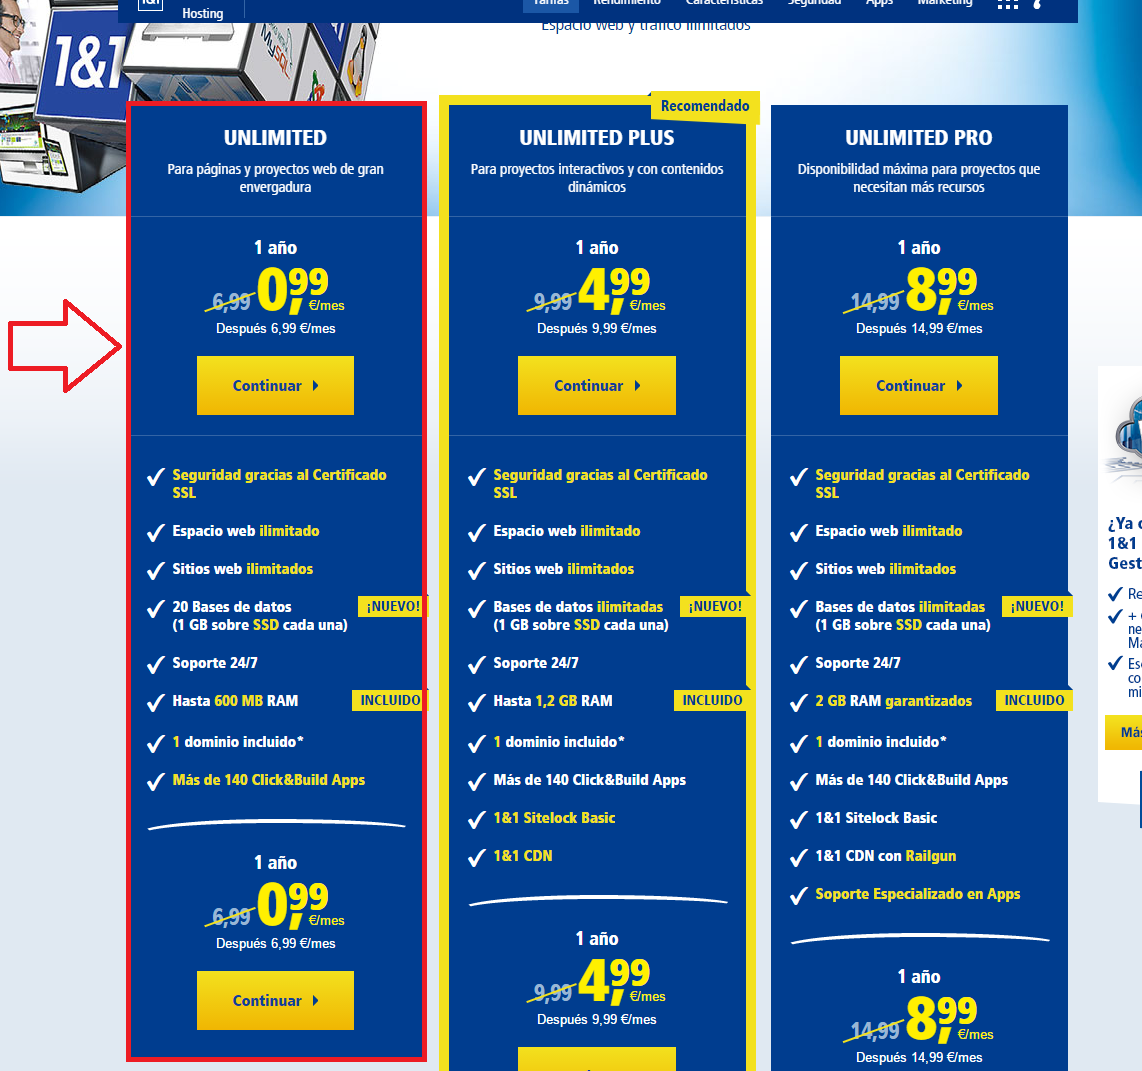 1&1
Hosting
Tarifas
Rendimiento
Características
Seguridad
Apps
Marketing
Espacio web y tráfico ilimitados
1&1
MySQL
UNLIMITED
Para páginas y proyectos web de gran
envergadura
1 año
6,99 0,99
€/mes
Después 6,99 €/mes
Continuar
Seguridad gracias al Certificado
SSL
Espacio web ilimitado
Sitios web ilimitados
20 Bases de datos
(1 GB sobre SSD cada una)
¡NUEVO!
Soporte 24/7
Hasta 600 MB RAM
INCLUIDO
1 dominio incluido*
Más de 140 Click&Build Apps
1 año
6,99 0,99
€/mes
Después 6,99 €/mes
Continuar
Recomendado
UNLIMITED PLUS
Para proyectos interactivos y con contenidos
dinámicos
1 año
9,99 4,99
€/mes
Después 9,99 €/mes
Continuar
Seguridad gracias al Certificado
SSL
Espacio web ilimitado
Sitios web ilimitados
Bases de datos ilimitadas
(1 GB sobre SSD cada una)
¡NUEVO!
Soporte 24/7
Hasta 1,2 GB RAM
INCLUIDO
1 dominio incluido*
Más de 140 Click&Build Apps
1&1 Sitelock Basic
1&1 CDN
1 año
9,99 4,99
€/mes
Después 9,99 €/mes
UNLIMITED PRO
Disponibilidad máxima para proyectos que
necesitan más recursos
1 año
14,99 8,99
€/mes
Después 14,99 €/mes
Continuar
Seguridad gracias al Certificado
SSL
Espacio web ilimitado
Sitios web ilimitados
Bases de datos ilimitadas
(1 GB sobre SSD cada una)
¡NUEVO!
Soporte 24/7
2 GB RAM garantizados
INCLUIDO
1 dominio incluido*
Más de 140 Click&Build Apps
1&1 Sitelock Basic
1&1 CDN con Railgun
Soporte Especializado en Apps
1 año
14,99 8,99
€/mes
Después 14,99 €/mes
¿Ya
1&1
Gest
Re
+
ne
Ma
Es
co
mi
Más